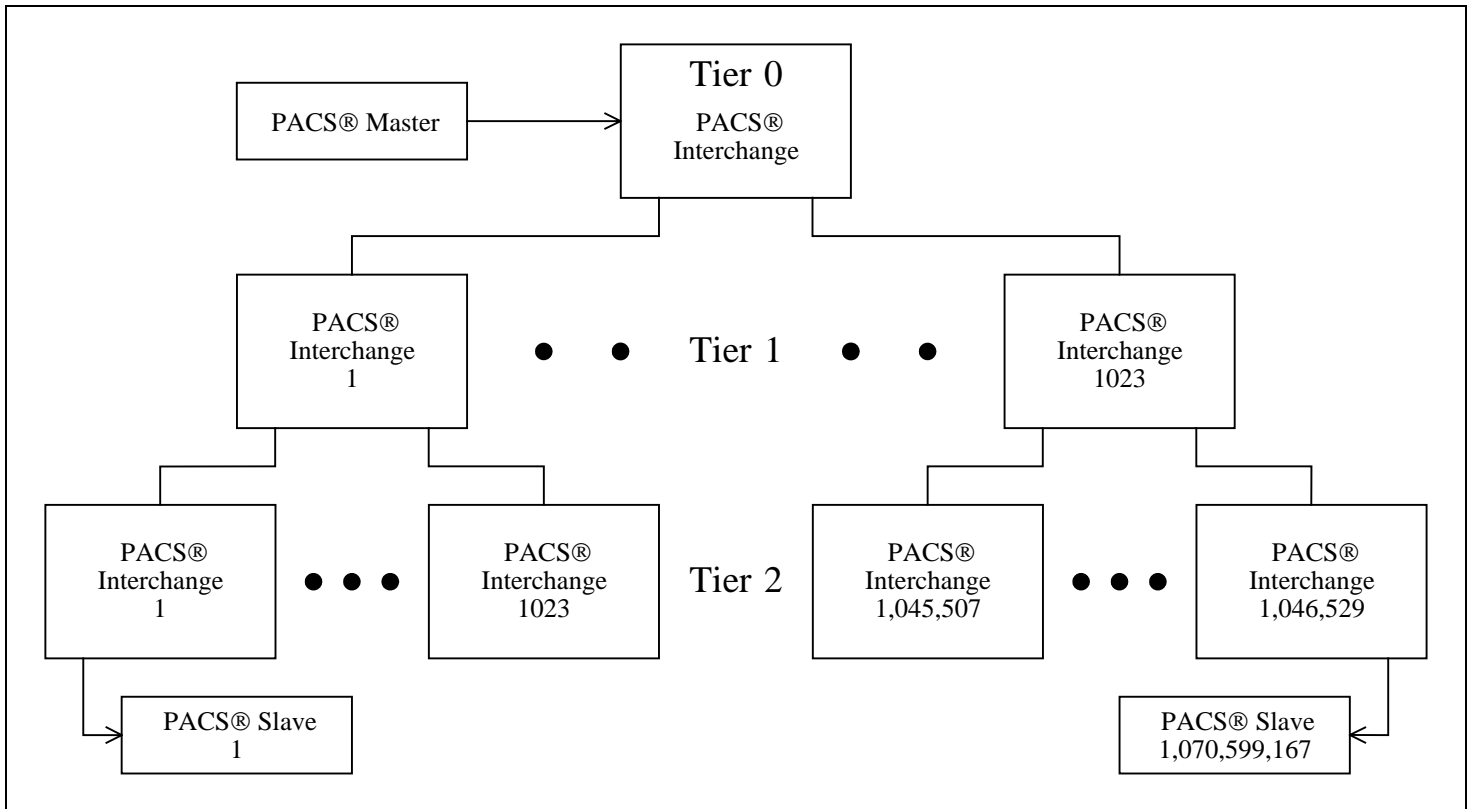 Tier 0
PACS® Master
PACS®
Interchange
PACS®
Interchange
1
Tier 1
PACS®
Interchange
1023
PACS®
Interchange
1
PACS®
Interchange
1023
Tier 2
PACS®
Interchange
1,045,507
PACS®
Interchange
1,046,529
PACS® Slave
1
PACS® Slave
1,070,599,167